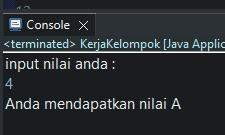 Console
<terminated> KerjaKelompok [Java Applic
input nilai anda :
4
Anda mendapatkan nilai A